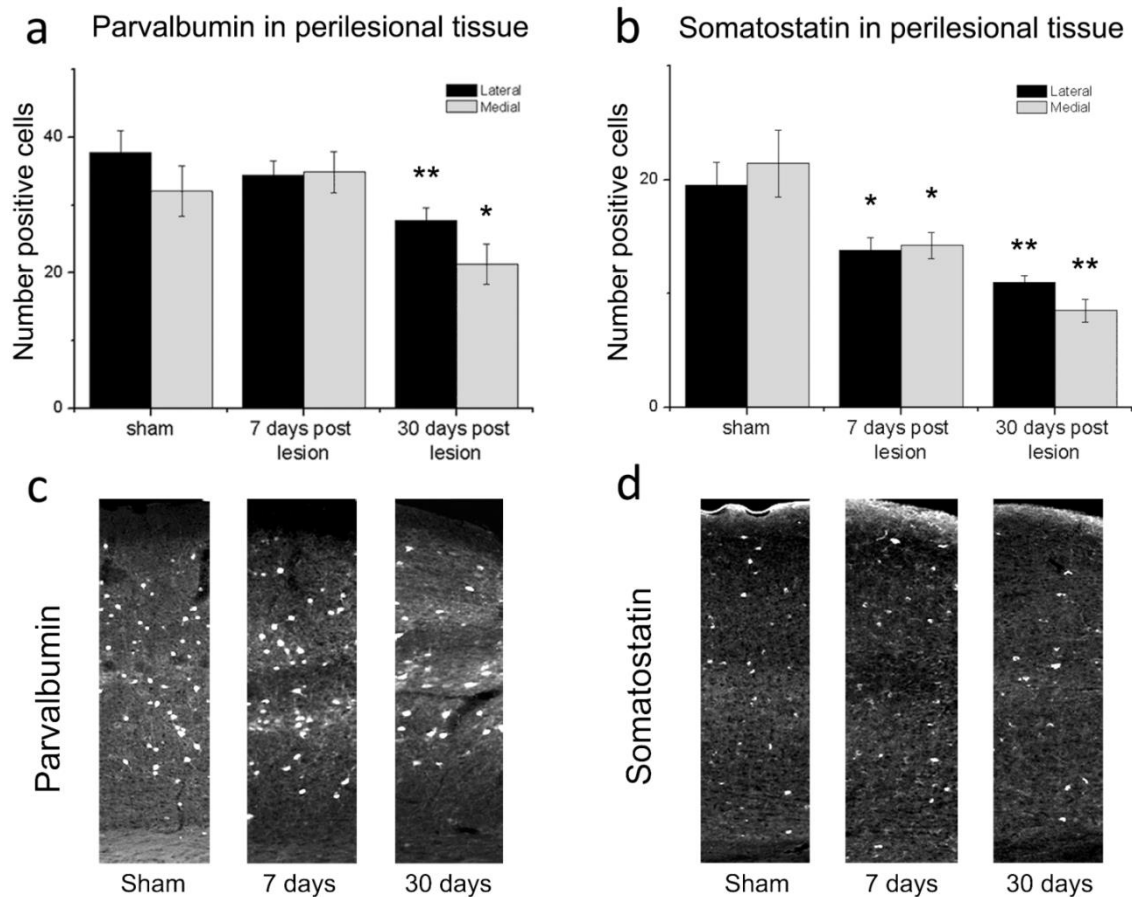 a Parvalbumin in perilesional tissue
Number positive cells
40
20
0
Lateral
Medial
**
*
sham
7 days post
lesion
30 days post
lesion
b Somatostatin in perilesional tissue
Number positive cells
20
0
Lateral
Medial
*
*
**
**
sham
7 days post
lesion
30 days post
lesion
c
Parvalbumin
Sham
7 days
30 days
d
Somatostatin
Sham
7 days
30 days